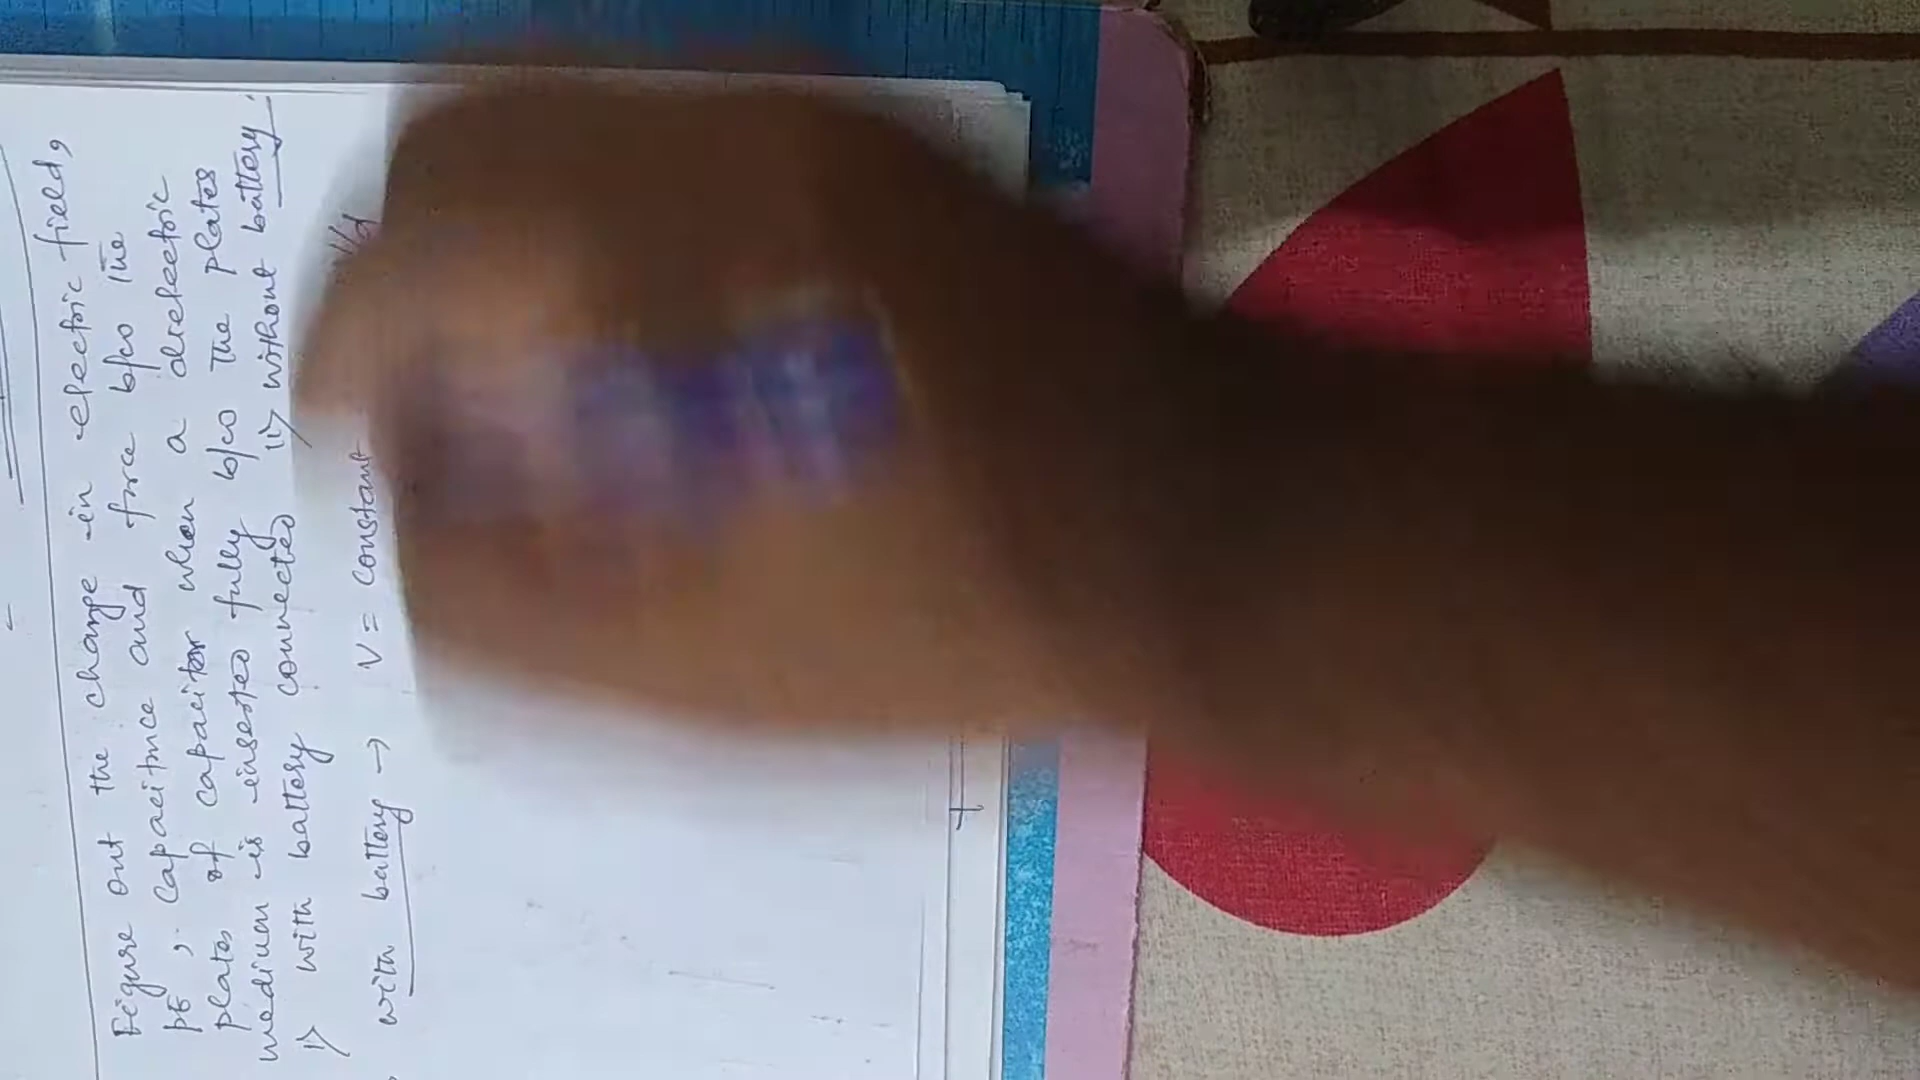 Figure out the change in electric field,
PE, capacitnce and force b/w the
plates of capacitor when a dielectric
medium is inserted fully b/w the plates
i> with battery connected ii> without battery.
with battery → V = constant V/d
+